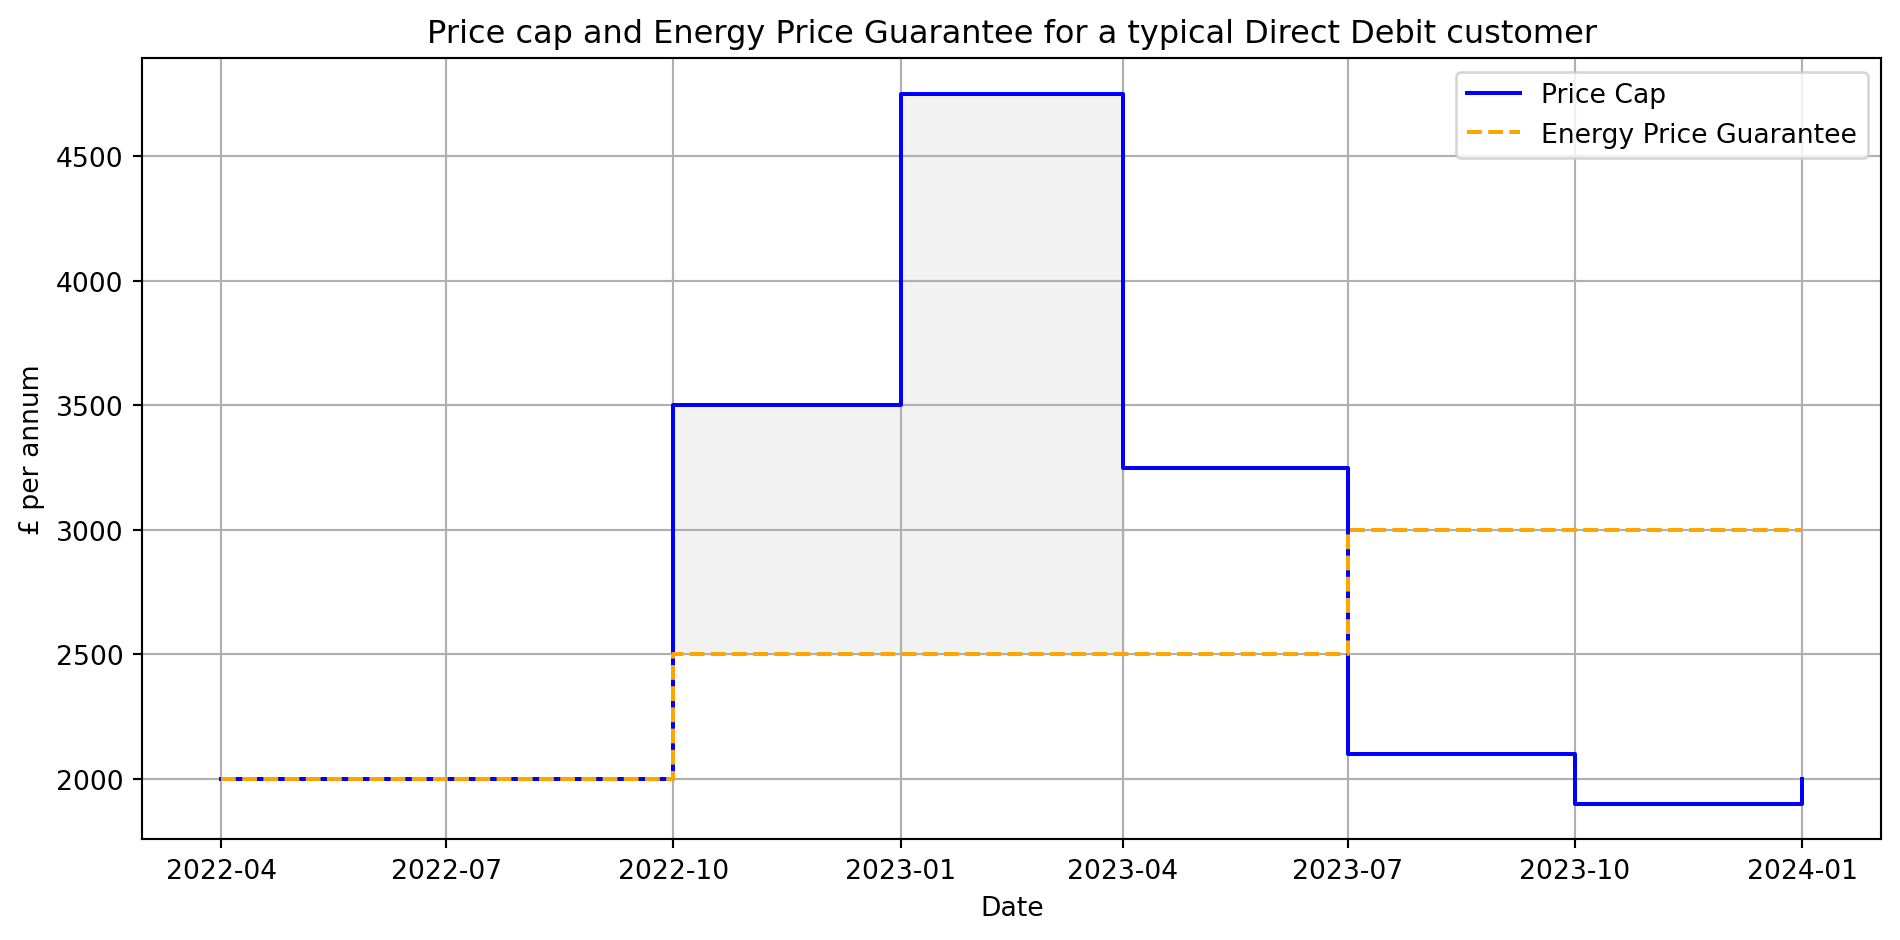 Price cap and Energy Price Guarantee for a typical Direct Debit customer
Price Cap
Energy Price Guarantee
£ per annum
4500
4000
3500
3000
2500
2000
2022-04
2022-07
2022-10
2023-01
2023-04
2023-07
2023-10
2024-01
Date